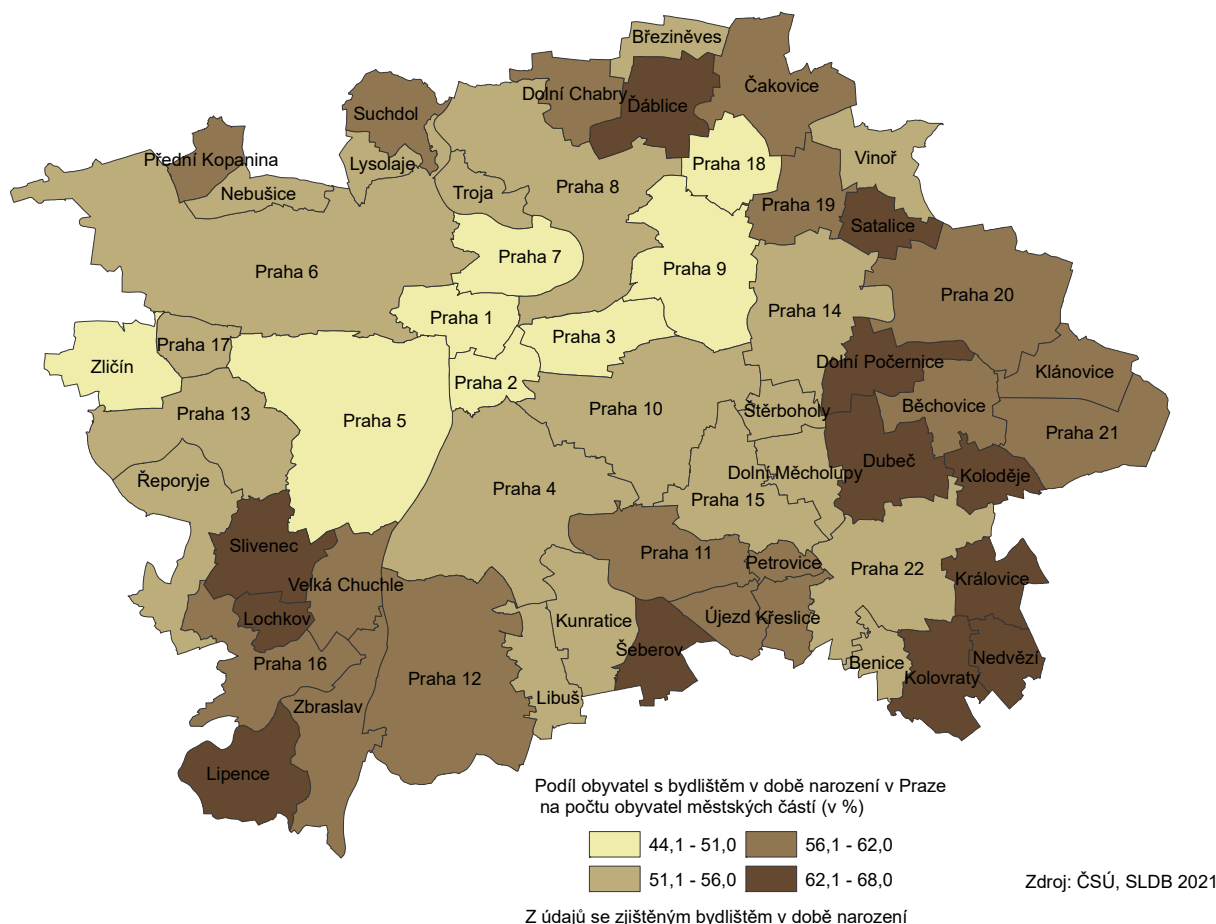 Březiněves
Dolní Chabry
Ďáblice
Čakovice
Suchdol
Přední Kopanina
Lysolaje
Praha 18
Vinoř
Nebušice
Troja
Praha 8
Praha 19
Satalice
Praha 7
Praha 6
Praha 9
Praha 20
Praha 1
Praha 14
Praha 3
Praha 17
Zličín
Dolní Počernice
Klánovice
Praha 2
Praha 13
Praha 5
Praha 10
Štěrboholy
Běchovice
Praha 21
Dubeč
Řeporyje
Dolní Měcholupy
Koloděje
Praha 4
Praha 15
Slivenec
Praha 11
Petrovice
Praha 22
Královice
Velká Chuchle
Lochkov
Kunratice
Újezd
Křeslice
Šeberov
Praha 16
Benice
Nedvězí
Praha 12
Kolovraty
Zbraslav
Libuš
Lipence
Podíl obyvatel s bydlištěm v době narození v Praze
na počtu obyvatel městských částí (v %)
44,1 - 51,0
56,1 - 62,0
51,1 - 56,0
62,1 - 68,0
Zdroj: ČSÚ, SLDB 2021
Z údajů se zjištěným bydlištěm v době narození